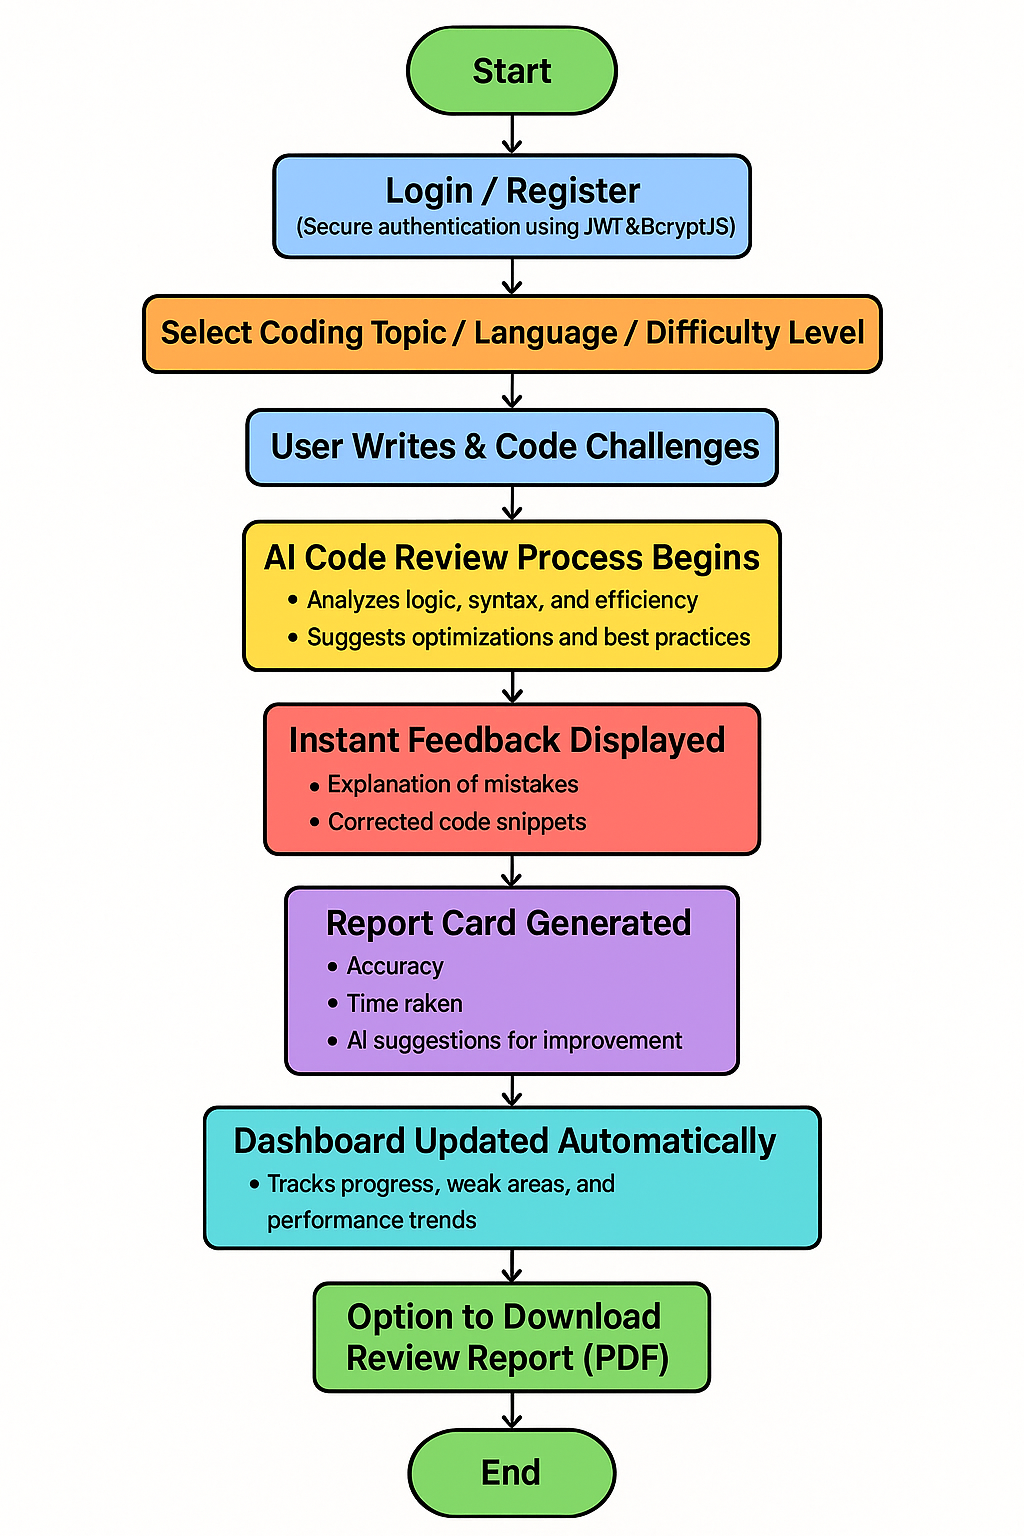 Start
Login / Register
(Secure authentication using JWT&BcryptJS)
Select Coding Topic / Language / Difficulty Level
User Writes & Code Challenges
AI Code Review Process Begins
• Analyzes logic, syntax, and efficiency
• Suggests optimizations and best practices
Instant Feedback Displayed
• Explanation of mistakes
• Corrected code snippets
Report Card Generated
• Accuracy
• Time raken
• AI suggestions for improvement
Dashboard Updated Automatically
• Tracks progress, weak areas, and
performance trends
Option to Download
Review Report (PDF)
End